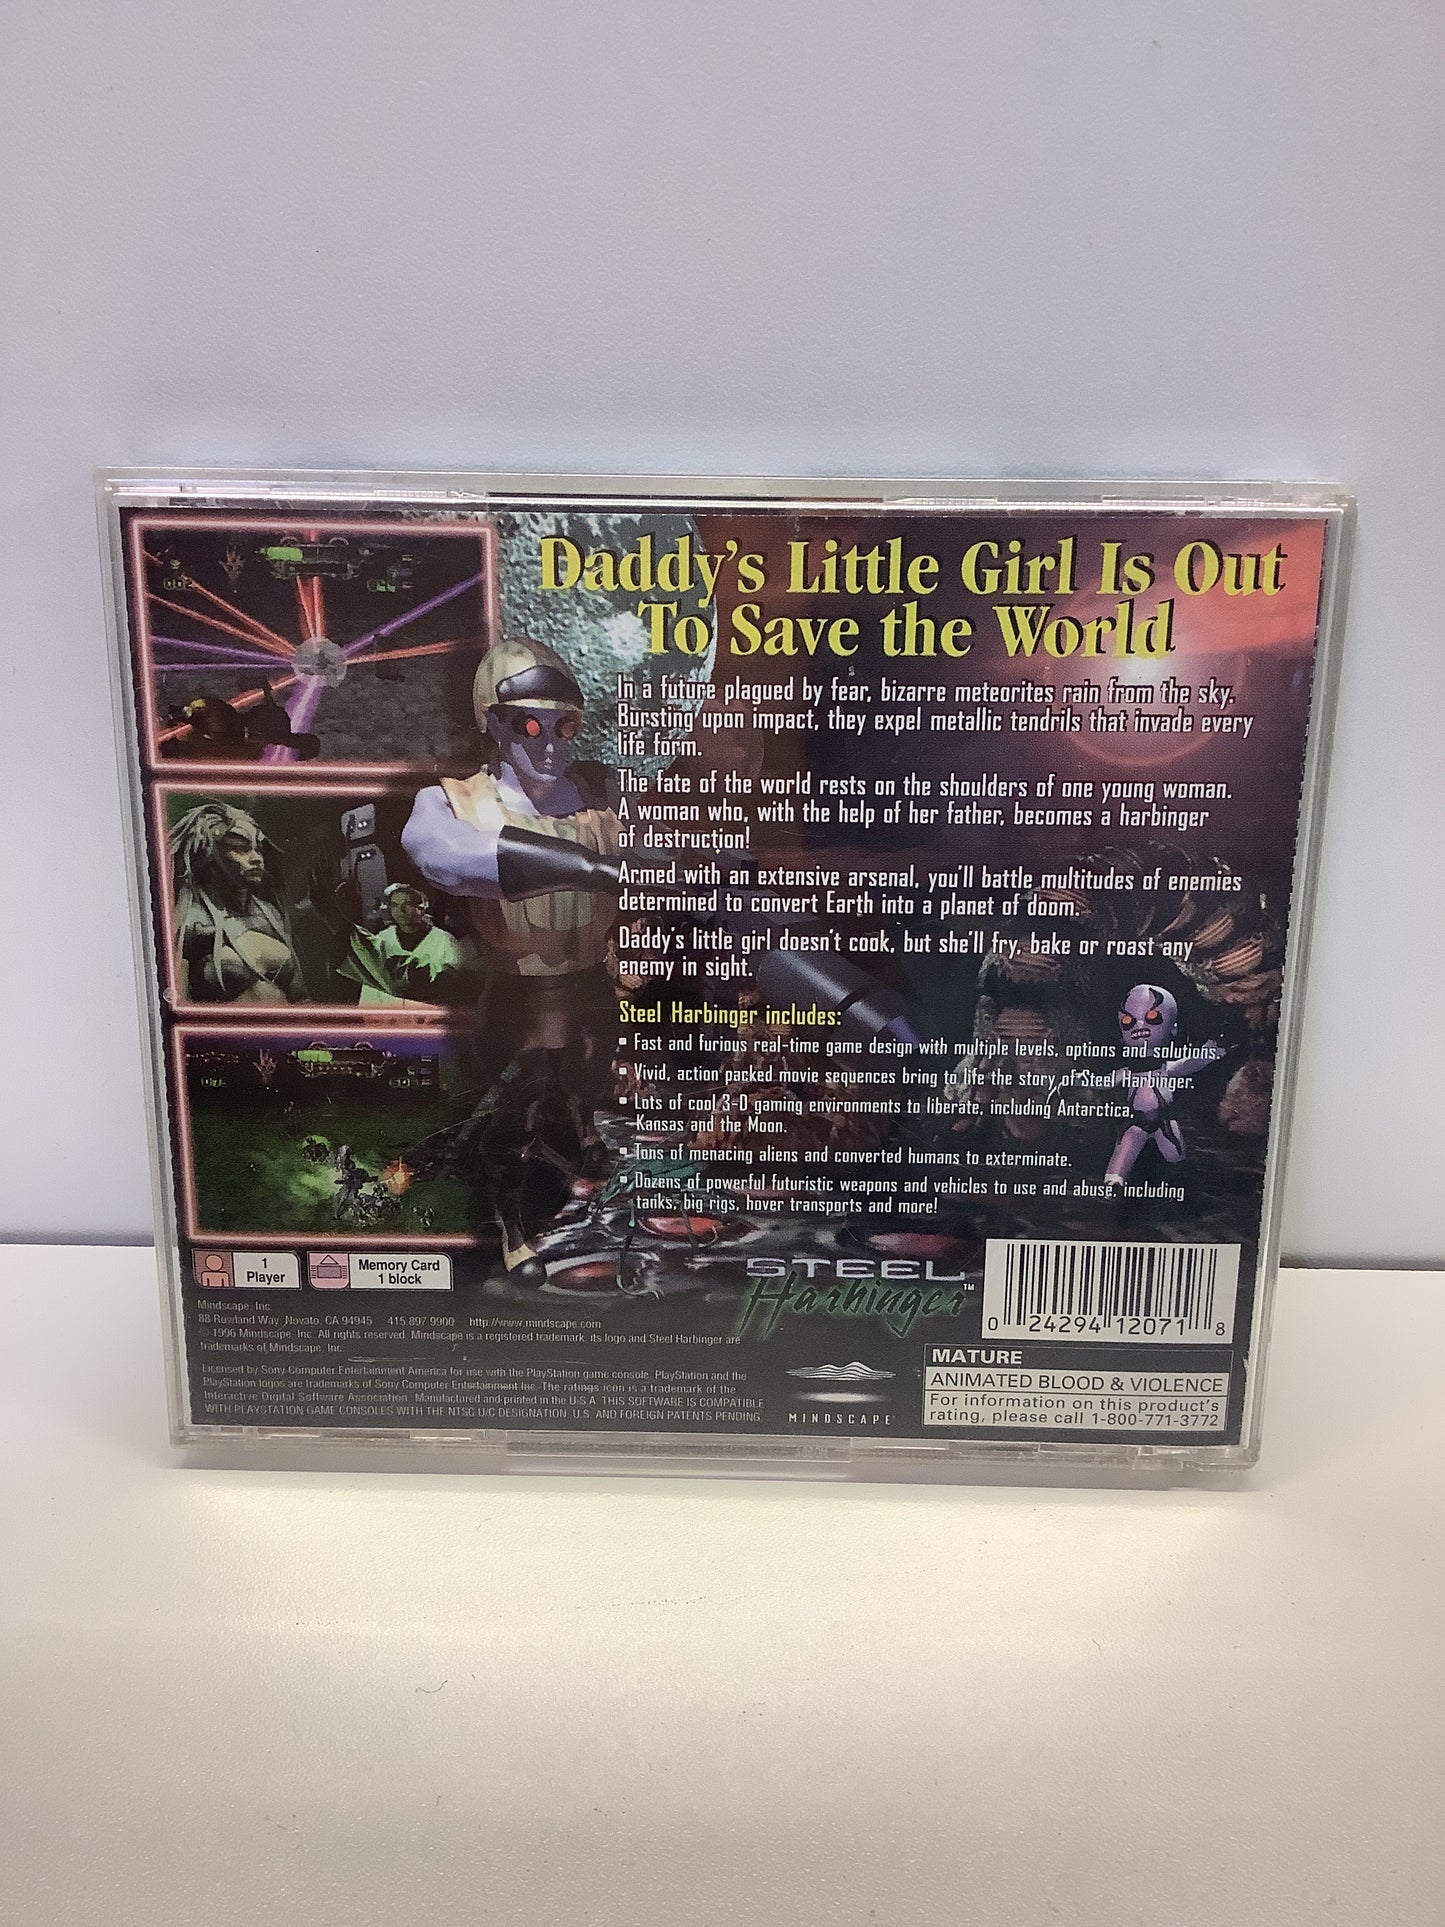 Daddy's Little Girl Is Out
To Save the World
In a future plagued by fear, bizarre meteorites rain from the sky.
Bursting upon impact, they expel metallic tendrils that invade every
life form.
The fate of the world rests on the shoulders of one young woman.
A woman who, with the help of her father, becomes a harbinger
of destruction!
Armed with an extensive arsenal, you'll battle multitudes of enemies
determined to convert Earth into a planet of doom.
Daddy's little girl doesn't cook, but she'll fry, bake or roast any
enemy in sight.
Steel Harbinger includes:
• Fast and furious real-time game design with multiple levels, options and solutions.
• Vivid, action packed movie sequences bring to life the story of Steel Harbinger.
• Lots of cool 3-D gaming environments to liberate, including Antarctica,
Kansas and the Moon.
• Tons of menacing aliens and converted humans to exterminate.
• Dozens of powerful futuristic weapons and vehicles to use and abuse, including
tanks, big rigs, hover transports and more!
1
Player
Memory Card
1 block
Mindscape, Inc.
88 Rowland Way, Novato, CA 94945 415.897.9900 http://www.mindscape.com
© 1996 Mindscape, Inc. All rights reserved. Mindscape is a registered trademark, its logo and Steel Harbinger are
trademarks of Mindscape, Inc.
Licensed by Sony Computer Entertainment America for use with the PlayStation game console. PlayStation and the
PlayStation logos are trademarks of Sony Computer Entertainment Inc. The ratings icon is a trademark of the
Interactive Digital Software Association. Manufactured and printed in the U.S.A. THIS SOFTWARE IS COMPATIBLE
WITH PLAYSTATION GAME CONSOLES WITH THE NTSC U/C DESIGNATION. U.S. AND FOREIGN PATENTS PENDING.
STEEL
Harbinger™
MINDSCAPE
0 24294 12071 8
MATURE
ANIMATED BLOOD & VIOLENCE
For information on this product's
rating, please call 1-800-771-3772